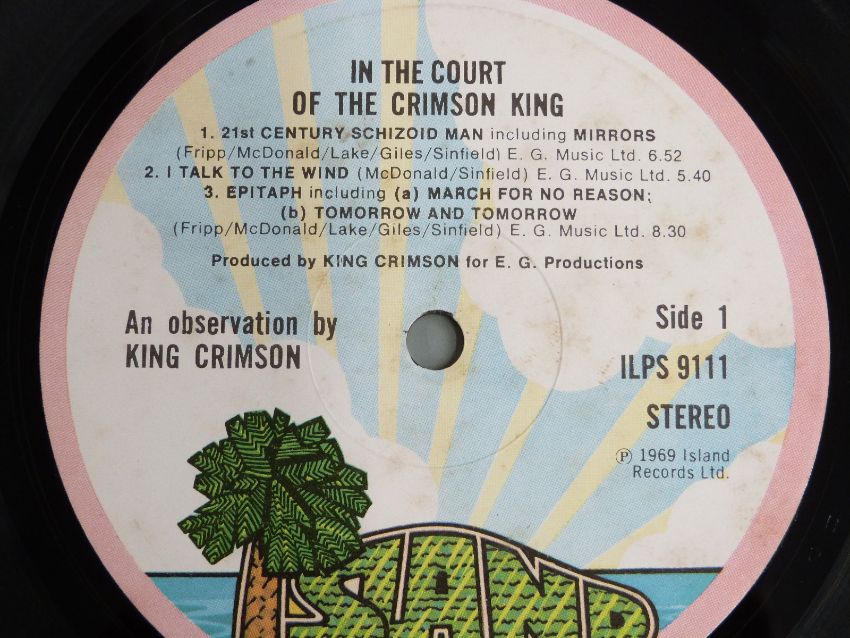 IN THE COURT
OF THE CRIMSON KING
1. 21st CENTURY SCHIZOID MAN including MIRRORS
(Fripp/McDonald/Lake/Giles/Sinfield) E. G. Music Ltd. 6.52
2. I TALK TO THE WIND (McDonald/Sinfield) E. G. Music Ltd. 5.40
3. EPITAPH including (a) MARCH FOR NO REASON;
(b) TOMORROW AND TOMORROW
(Fripp/McDonald/Lake/Giles/Sinfield) E. G. Music Ltd. 8.30
Produced by KING CRIMSON for E. G. Productions
An observation by
KING CRIMSON
Side 1
ILPS 9111
STEREO
℗ 1969 Island
Records Ltd.